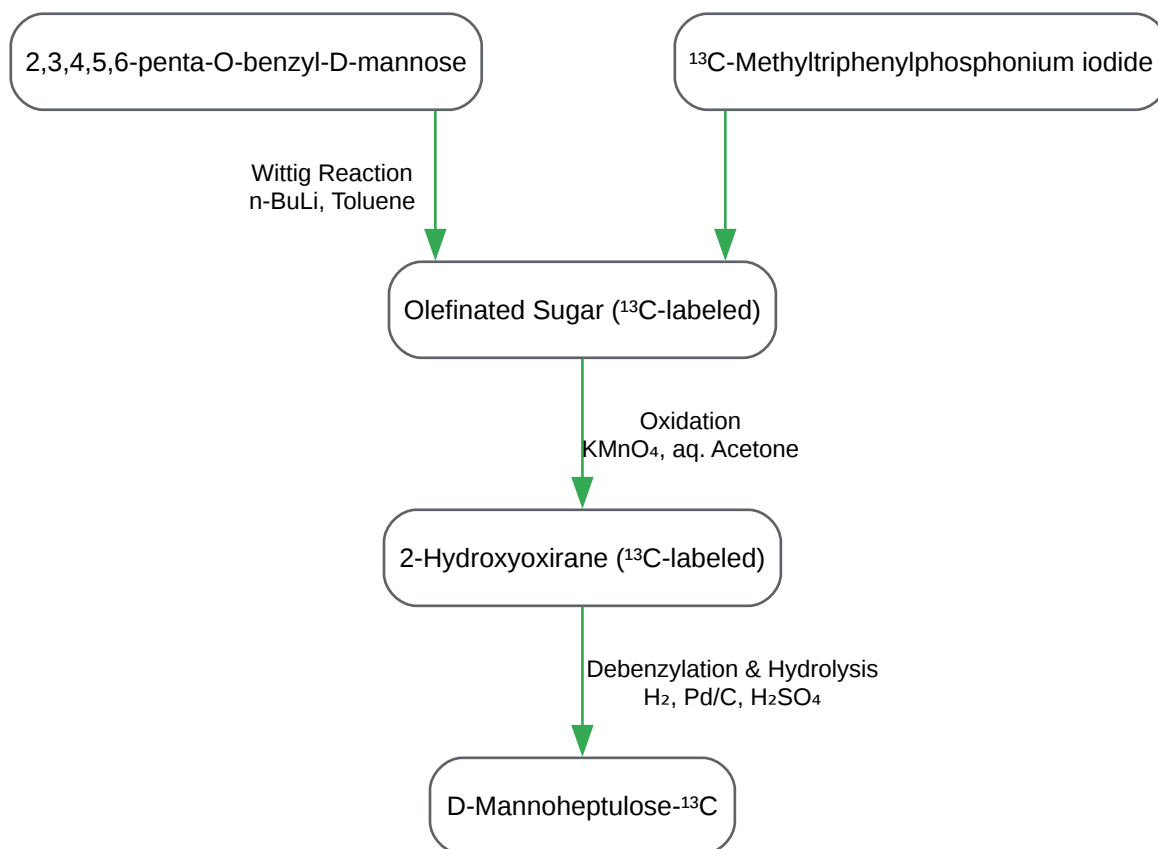 2,3,4,5,6-penta-O-benzyl-D-mannose
¹³C-Methyltriphenylphosphonium iodide
Wittig Reaction
n-BuLi, Toluene
Olefinated Sugar (¹³C-labeled)
Oxidation
KMnO₄, aq. Acetone
2-Hydroxyoxirane (¹³C-labeled)
Debenzylation & Hydrolysis
H₂, Pd/C, H₂SO₄
D-Mannoheptulose-¹³C